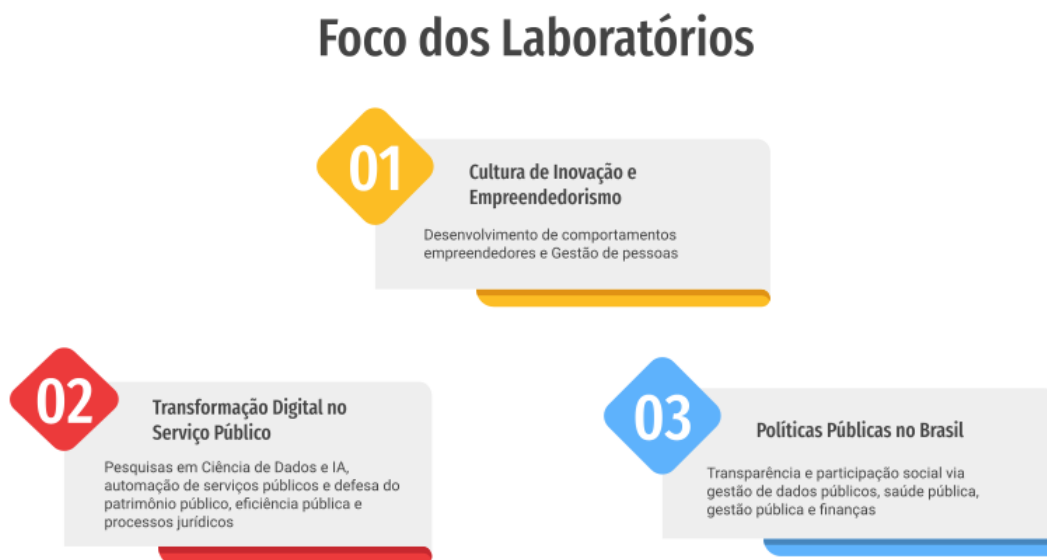 Foco dos Laboratórios
01
Cultura de Inovação e
Empreendedorismo
Desenvolvimento de comportamentos
empreendedores e Gestão de pessoas
02
Transformação Digital no
Serviço Público
Pesquisas em Ciência de Dados e IA,
automação de serviços públicos e defesa do
patrimônio público, eficiência pública e
processos jurídicos
03
Políticas Públicas no Brasil
Transparência e participação social via
gestão de dados públicos, saúde pública,
gestão pública e finanças